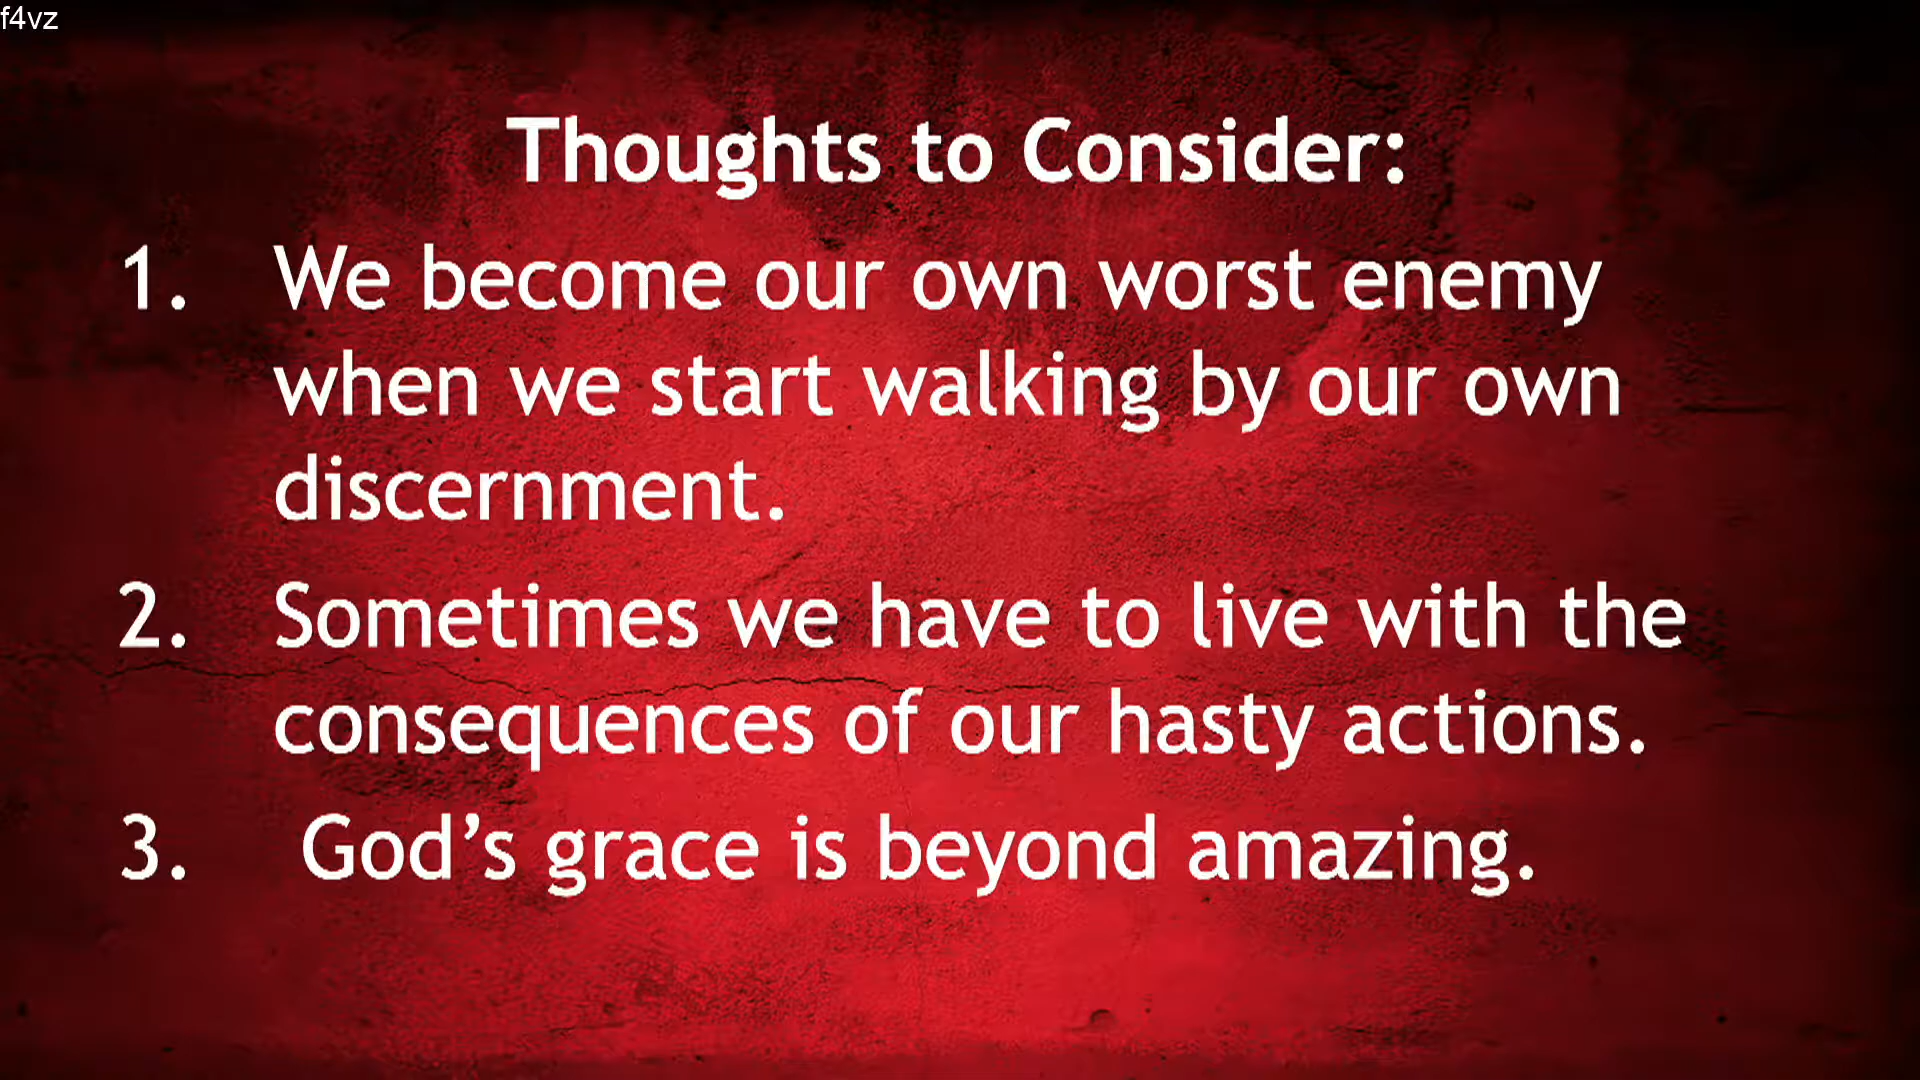 f4vz
Thoughts to Consider:
1. We become our own worst enemy
when we start walking by our own
discernment.
2. Sometimes we have to live with the
consequences of our hasty actions.
3. God’s grace is beyond amazing.